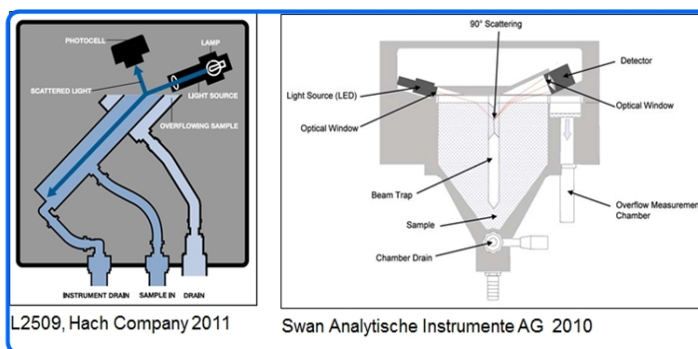 PHOTOCELL
LAMP
SCATTERED LIGHT
LIGHT SOURCE
OVERFLOWING SAMPLE
INSTRUMENT DRAIN
SAMPLE IN
DRAIN
L2509, Hach Company 2011
90° Scattering
Detector
Light Source (LED)
Optical Window
Optical Window
Beam Trap
Overflow Measurement
Chamber
Sample
Chamber Drain
Swan Analytische Instrumente AG 2010